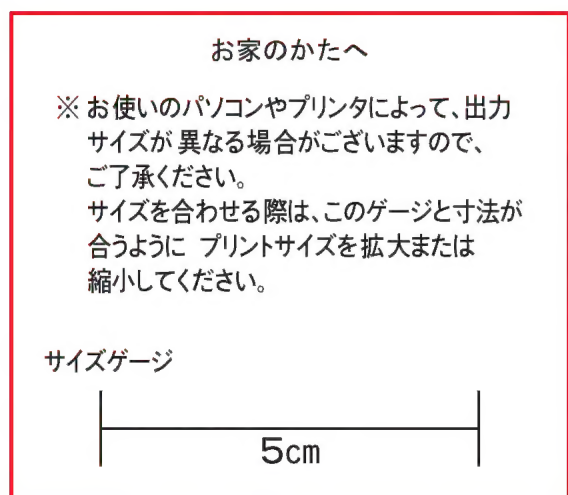 お家のかたへ
※ お使いのパソコンやプリンタによって、出力
サイズが異なる場合がございますので、
ご了承ください。
サイズを合わせる際は、このゲージと寸法が
合うように プリントサイズを拡大または
縮小してください。
サイズゲージ
5cm